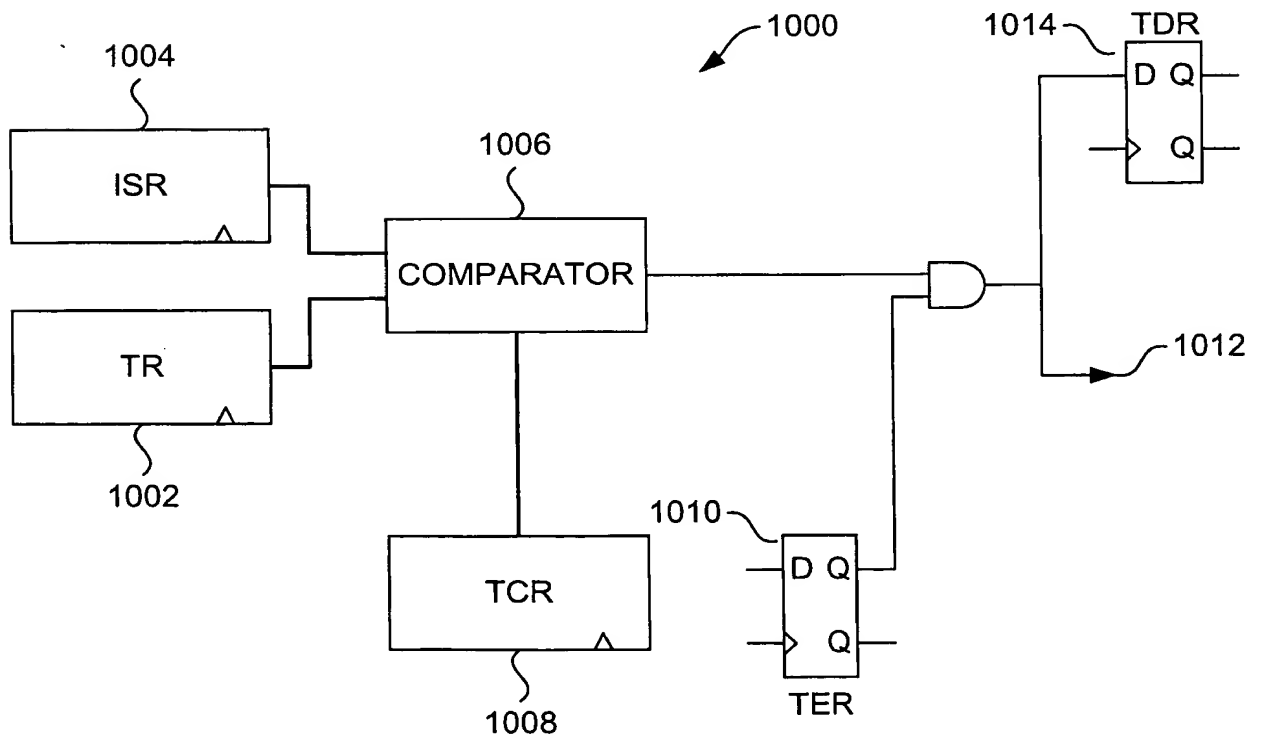 1000
1014
TDR
D Q
Q
1004
ISR
1006
COMPARATOR
TR
1002
1012
1010
D Q
Q
TER
TCR
1008